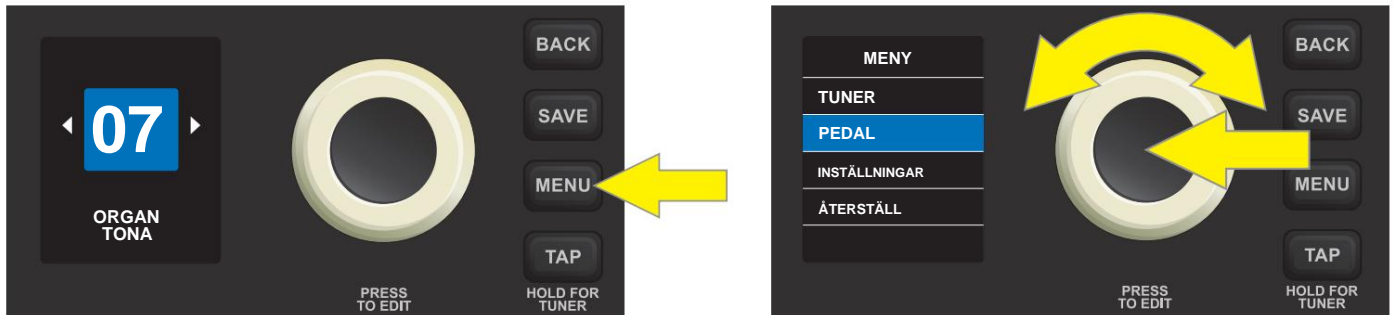 07
ORGAN
TONA
BACK
SAVE
MENU
TAP
PRESS
TO EDIT
HOLD FOR
TUNER
MENY
TUNER
PEDAL
INSTÄLLNINGAR
ÅTERSTÄLL
BACK
SAVE
MENU
TAP
PRESS
TO EDIT
HOLD FOR
TUNER